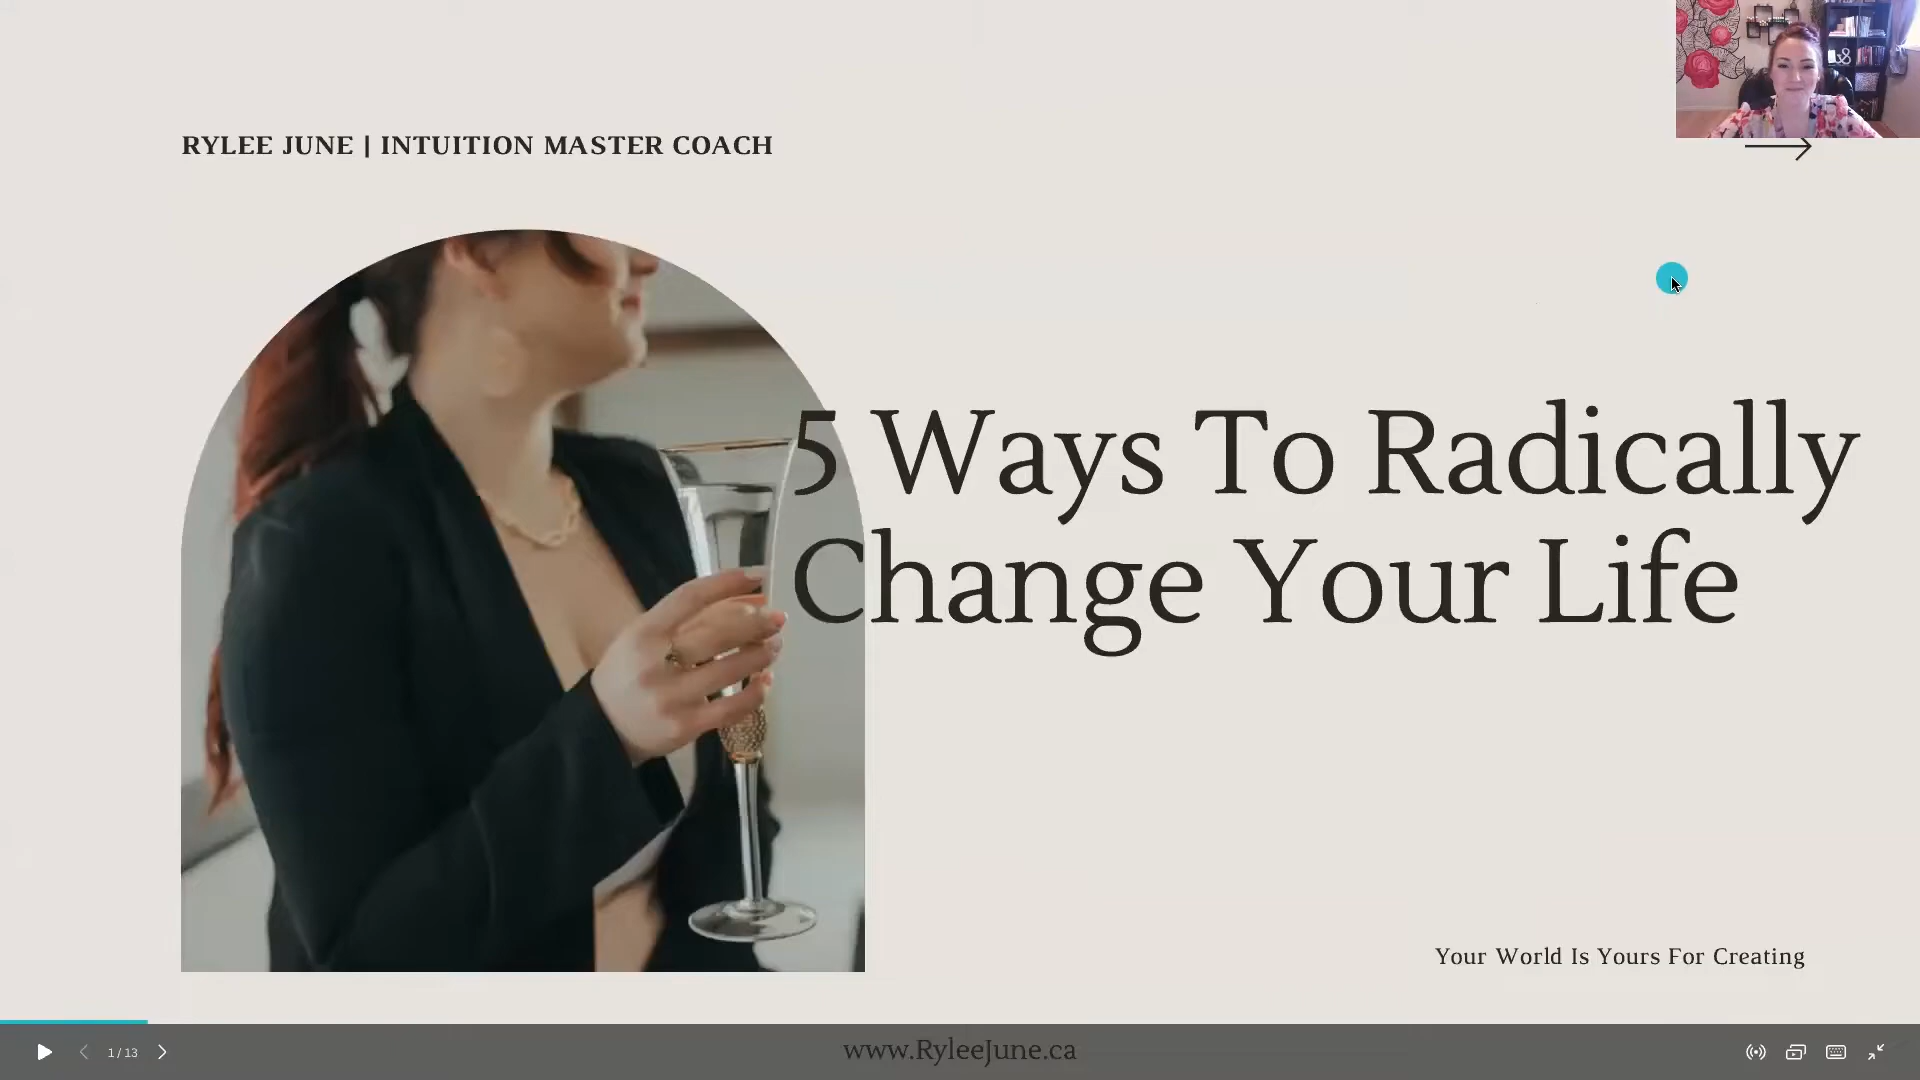 RYLEE JUNE | INTUITION MASTER COACH
&
5 Ways To Radically
Change Your Life
Your World Is Yours For Creating
1 / 13
www.RyleeJune.ca